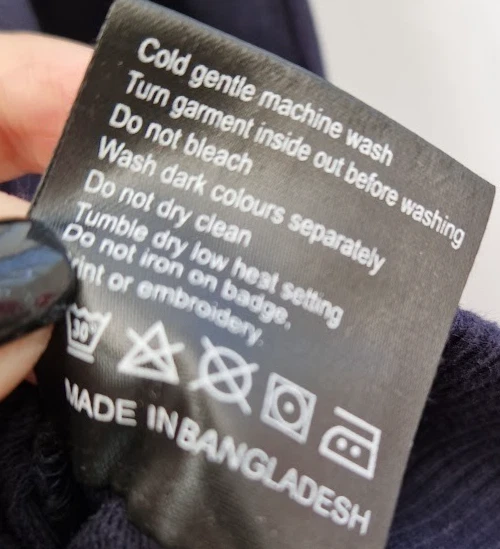 Cold gentle machine wash
Turn garment inside out before washing
Do not bleach
Wash dark colours separately
Do not dry clean
Tumble dry low heat setting
Do not iron on badge,
print or embroidery.
30°
MADE IN BANGLADESH